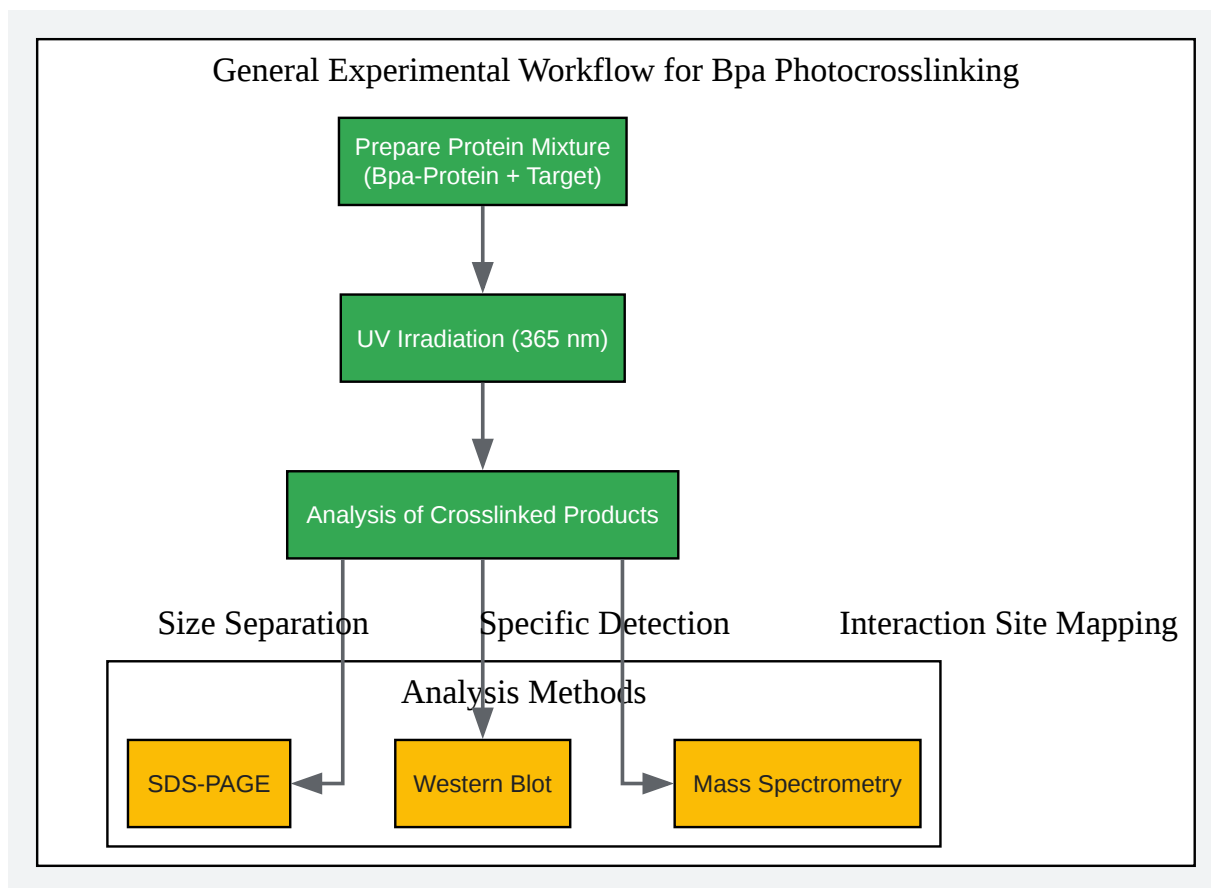 General Experimental Workflow for Bpa Photocrosslinking
Prepare Protein Mixture
(Bpa-Protein + Target)
UV Irradiation (365 nm)
Analysis of Crosslinked Products
Size Separation
Specific Detection
Interaction Site Mapping
Analysis Methods
SDS-PAGE
Western Blot
Mass Spectrometry